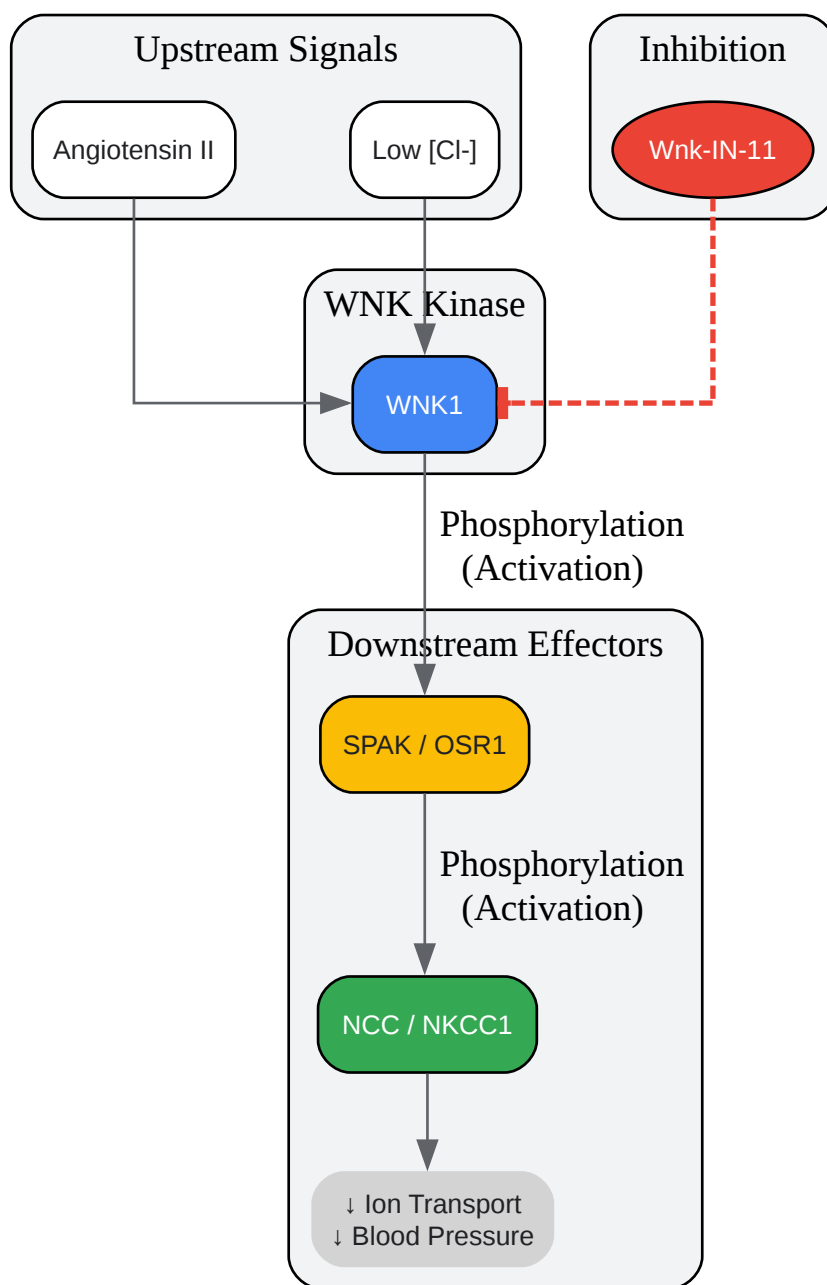 Upstream Signals
Inhibition
Angiotensin II
Low [Cl-]
Wnk-IN-11
WNK Kinase
WNK1
Phosphorylation
(Activation)
Downstream Effectors
SPAK / OSR1
Phosphorylation
(Activation)
NCC / NKCC1
↓ Ion Transport
↓ Blood Pressure